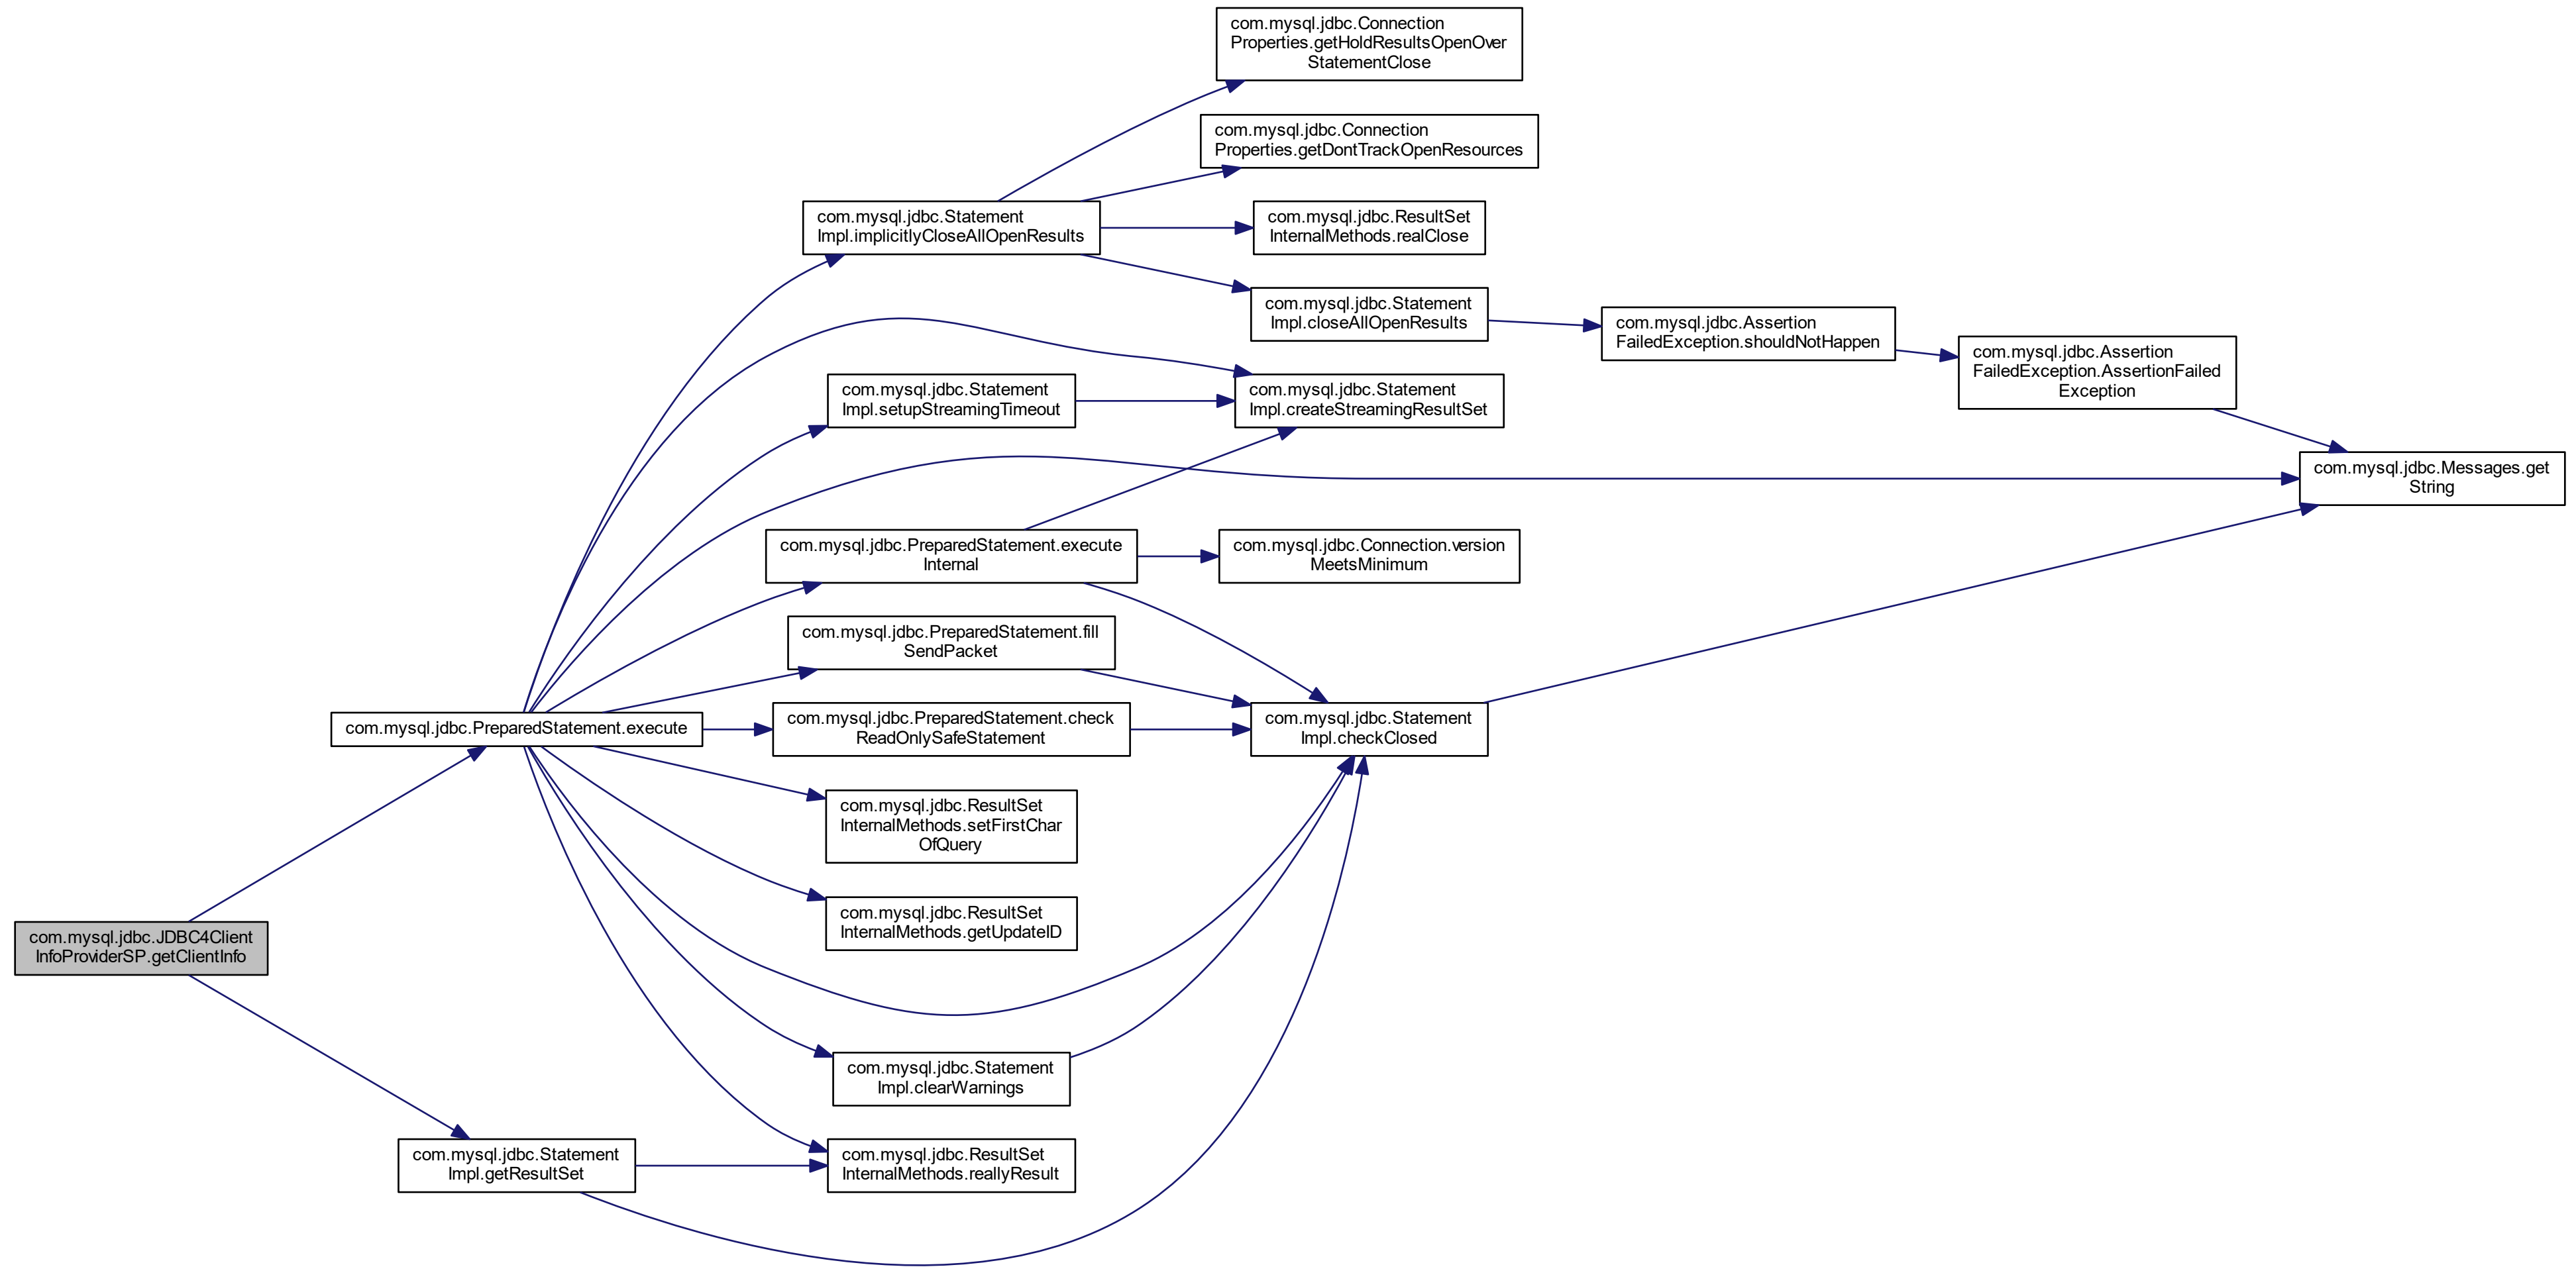 com.mysql.jdbc.Connection
Properties.getHoldResultsOpenOver
StatementClose
com.mysql.jdbc.Connection
Properties.getDontTrackOpenResources
com.mysql.jdbc.Statement
Impl.implicitlyCloseAllOpenResults
com.mysql.jdbc.ResultSet
InternalMethods.realClose
com.mysql.jdbc.Statement
Impl.closeAllOpenResults
com.mysql.jdbc.Assertion
FailedException.shouldNotHappen
com.mysql.jdbc.Assertion
FailedException.AssertionFailed
Exception
com.mysql.jdbc.Statement
Impl.setupStreamingTimeout
com.mysql.jdbc.Statement
Impl.createStreamingResultSet
com.mysql.jdbc.Messages.get
String
com.mysql.jdbc.PreparedStatement.execute
Internal
com.mysql.jdbc.Connection.version
MeetsMinimum
com.mysql.jdbc.PreparedStatement.fill
SendPacket
com.mysql.jdbc.PreparedStatement.execute
com.mysql.jdbc.PreparedStatement.check
ReadOnlySafeStatement
com.mysql.jdbc.Statement
Impl.checkClosed
com.mysql.jdbc.ResultSet
InternalMethods.setFirstChar
OfQuery
com.mysql.jdbc.ResultSet
InternalMethods.getUpdateID
com.mysql.jdbc.JDBC4Client
InfoProviderSP.getClientInfo
com.mysql.jdbc.Statement
Impl.clearWarnings
com.mysql.jdbc.Statement
Impl.getResultSet
com.mysql.jdbc.ResultSet
InternalMethods.reallyResult